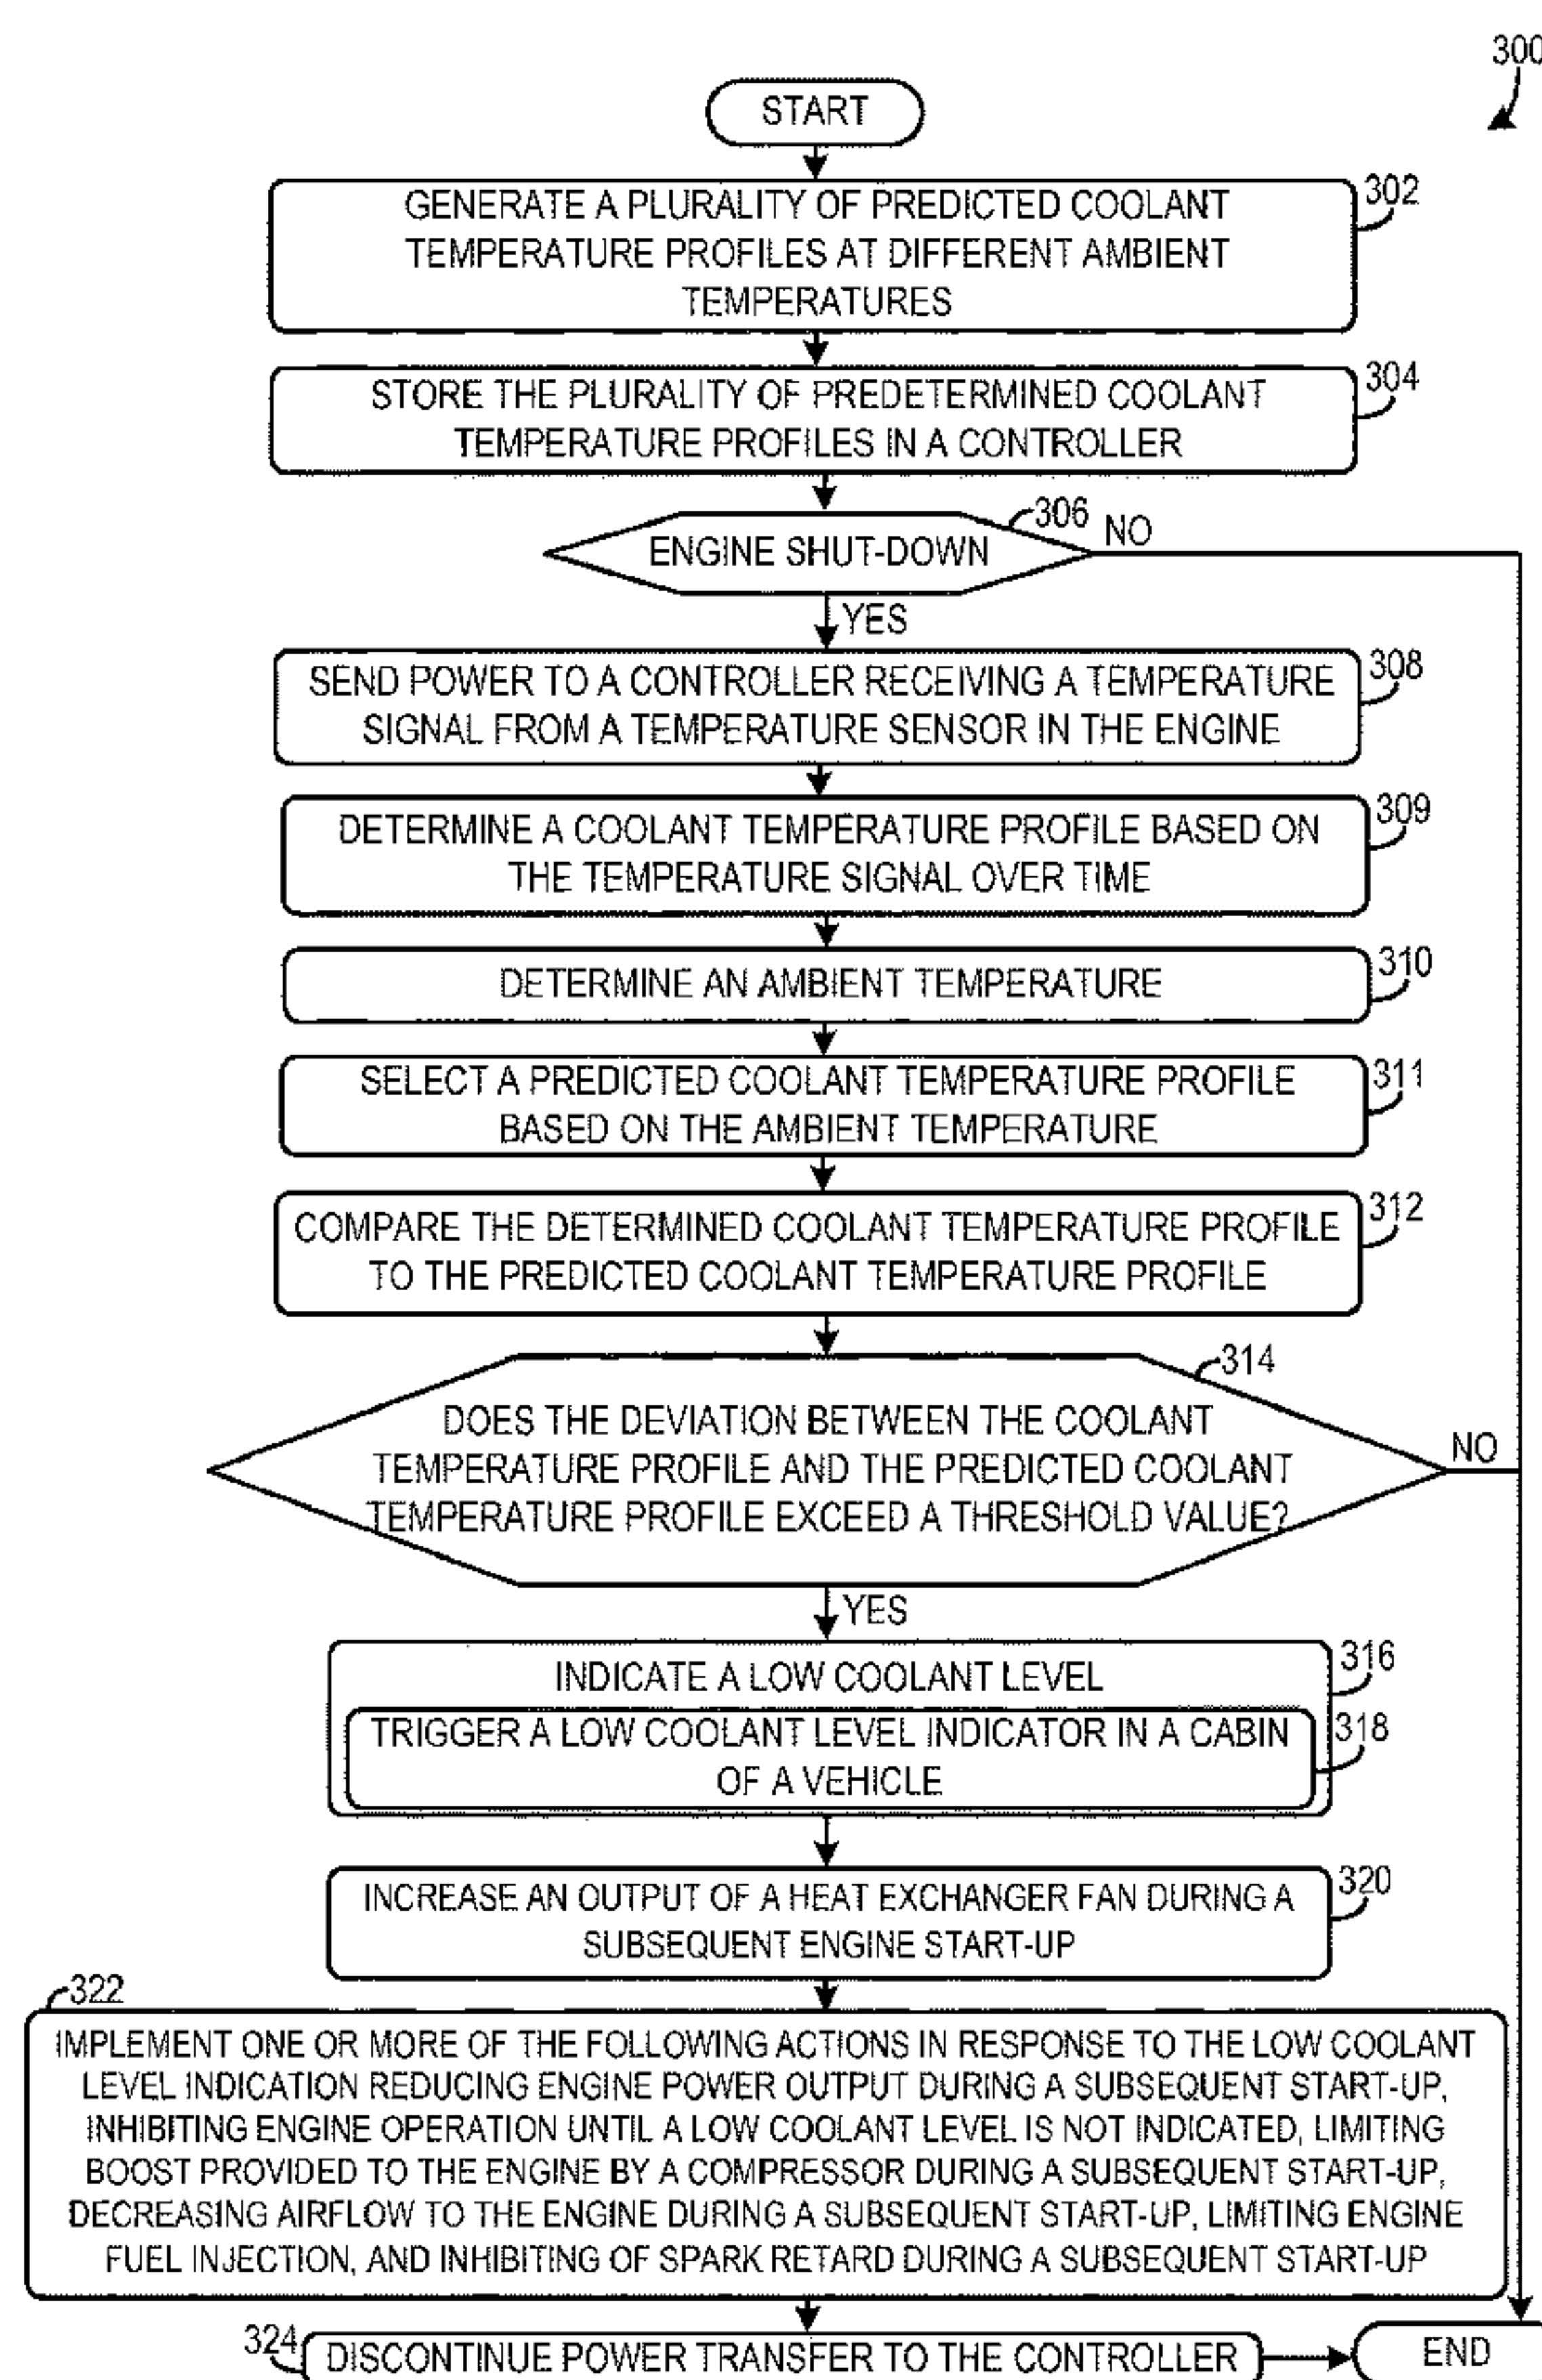 300
START
GENERATE A PLURALITY OF PREDICTED COOLANT
TEMPERATURE PROFILES AT DIFFERENT AMBIENT
TEMPERATURES
302
STORE THE PLURALITY OF PREDETERMINED COOLANT
TEMPERATURE PROFILES IN A CONTROLLER
304
306
ENGINE SHUT-DOWN
NO
YES
SEND POWER TO A CONTROLLER RECEIVING A TEMPERATURE
SIGNAL FROM A TEMPERATURE SENSOR IN THE ENGINE
308
DETERMINE A COOLANT TEMPERATURE PROFILE BASED ON
THE TEMPERATURE SIGNAL OVER TIME
309
DETERMINE AN AMBIENT TEMPERATURE
310
SELECT A PREDICTED COOLANT TEMPERATURE PROFILE
BASED ON THE AMBIENT TEMPERATURE
311
COMPARE THE DETERMINED COOLANT TEMPERATURE PROFILE
TO THE PREDICTED COOLANT TEMPERATURE PROFILE
312
314
DOES THE DEVIATION BETWEEN THE COOLANT
TEMPERATURE PROFILE AND THE PREDICTED COOLANT
TEMPERATURE PROFILE EXCEED A THRESHOLD VALUE?
NO
YES
INDICATE A LOW COOLANT LEVEL
316
TRIGGER A LOW COOLANT LEVEL INDICATOR IN A CABIN
OF A VEHICLE
318
INCREASE AN OUTPUT OF A HEAT EXCHANGER FAN DURING A
SUBSEQUENT ENGINE START-UP
320
322
IMPLEMENT ONE OR MORE OF THE FOLLOWING ACTIONS IN RESPONSE TO THE LOW COOLANT
LEVEL INDICATION REDUCING ENGINE POWER OUTPUT DURING A SUBSEQUENT START-UP,
INHIBITING ENGINE OPERATION UNTIL A LOW COOLANT LEVEL IS NOT INDICATED, LIMITING
BOOST PROVIDED TO THE ENGINE BY A COMPRESSOR DURING A SUBSEQUENT START-UP,
DECREASING AIRFLOW TO THE ENGINE DURING A SUBSEQUENT START-UP, LIMITING ENGINE
FUEL INJECTION, AND INHIBITING OF SPARK RETARD DURING A SUBSEQUENT START-UP
324
DISCONTINUE POWER TRANSFER TO THE CONTROLLER
END